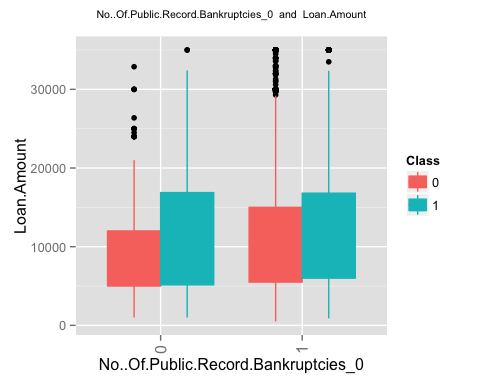 No..Of.Public.Record.Bankruptcies_0 and Loan.Amount
Loan.Amount
30000
20000
10000
0
0
1
No..Of.Public.Record.Bankruptcies_0
Class
0
1